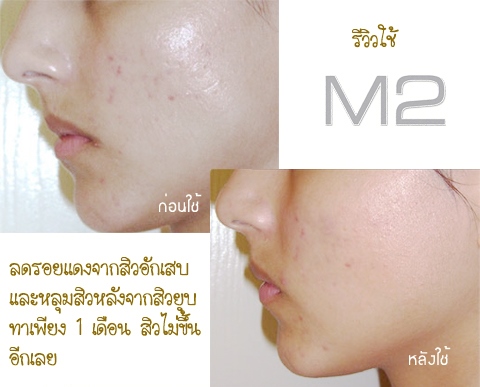 รีวิวใช้
M2
ก่อนใช้
ลดรอยแดงจากสิวอักเสบ
และหลุมสิวหลังจากสิวยุบ
ทาเพียง 1 เดือน สิวไม่ขึ้น
อีกเลย
หลังใช้